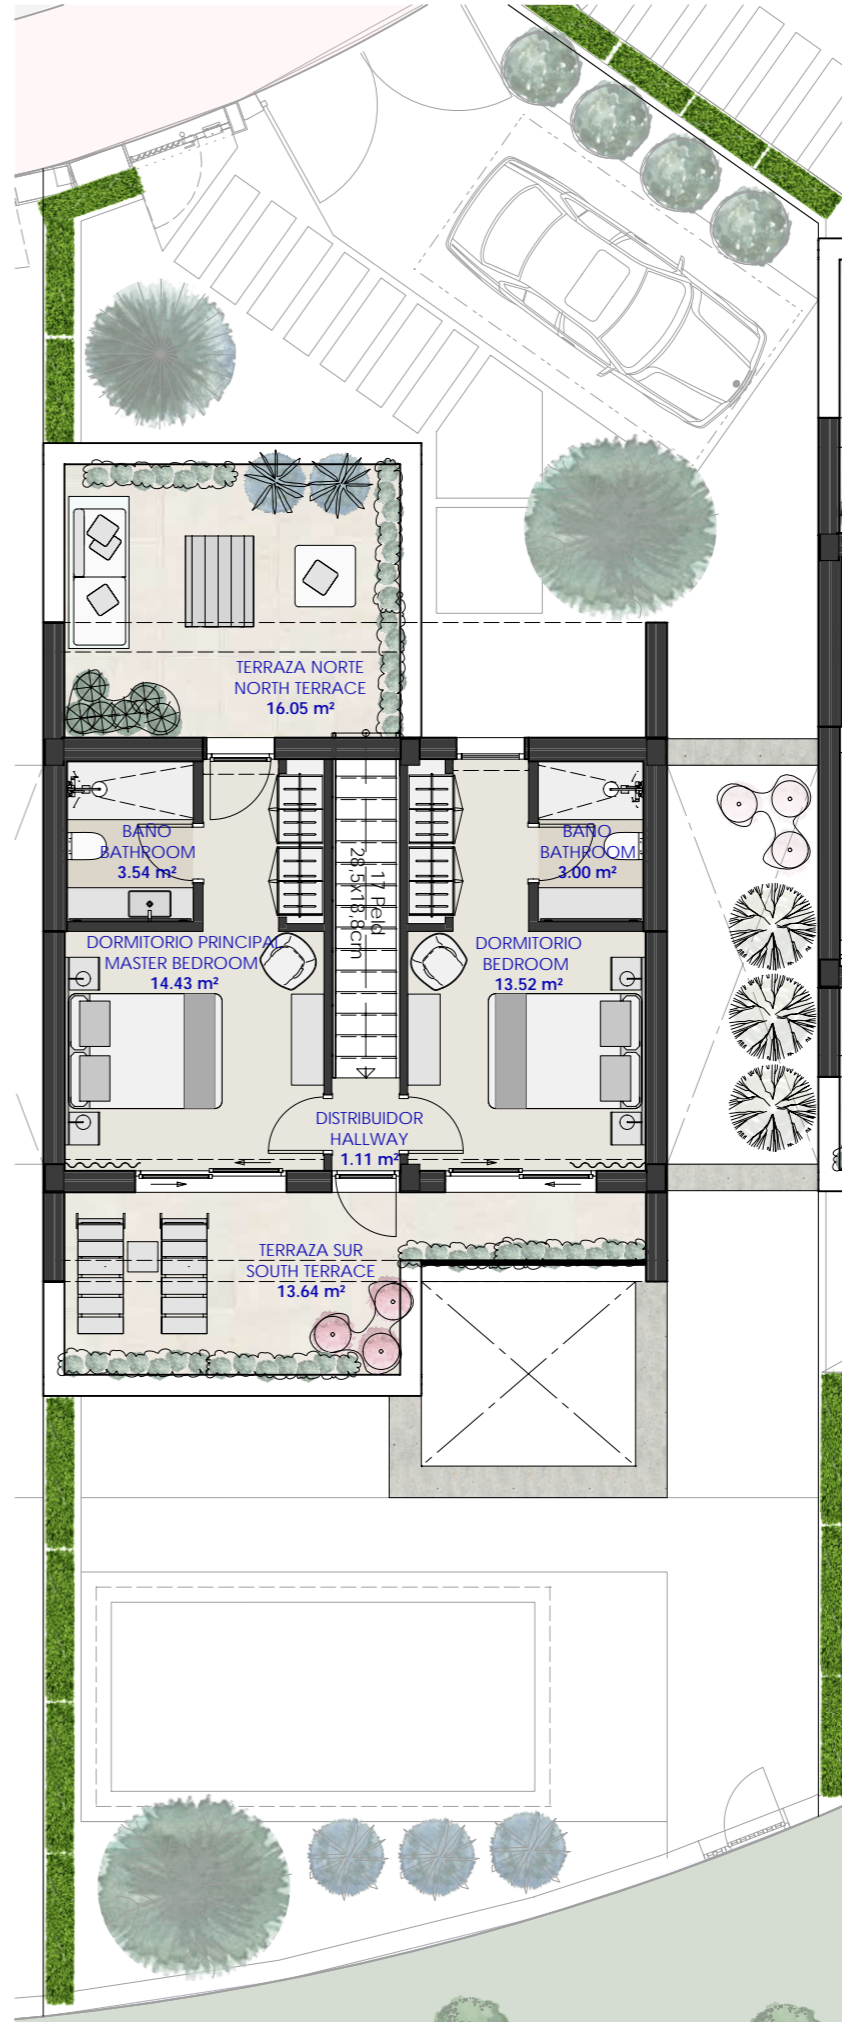 TERRAZA NORTE
NORTH TERRACE
16.05 m²
BAÑO
BATHROOM
3.54 m²
BAÑO
BATHROOM
3.00 m²
17 Peld
28,5x18,8cm
DORMITORIO PRINCIPAL
MASTER BEDROOM
14.43 m²
DORMITORIO
BEDROOM
13.52 m²
DISTRIBUIDOR
HALLWAY
1.11 m²
TERRAZA SUR
SOUTH TERRACE
13.64 m²